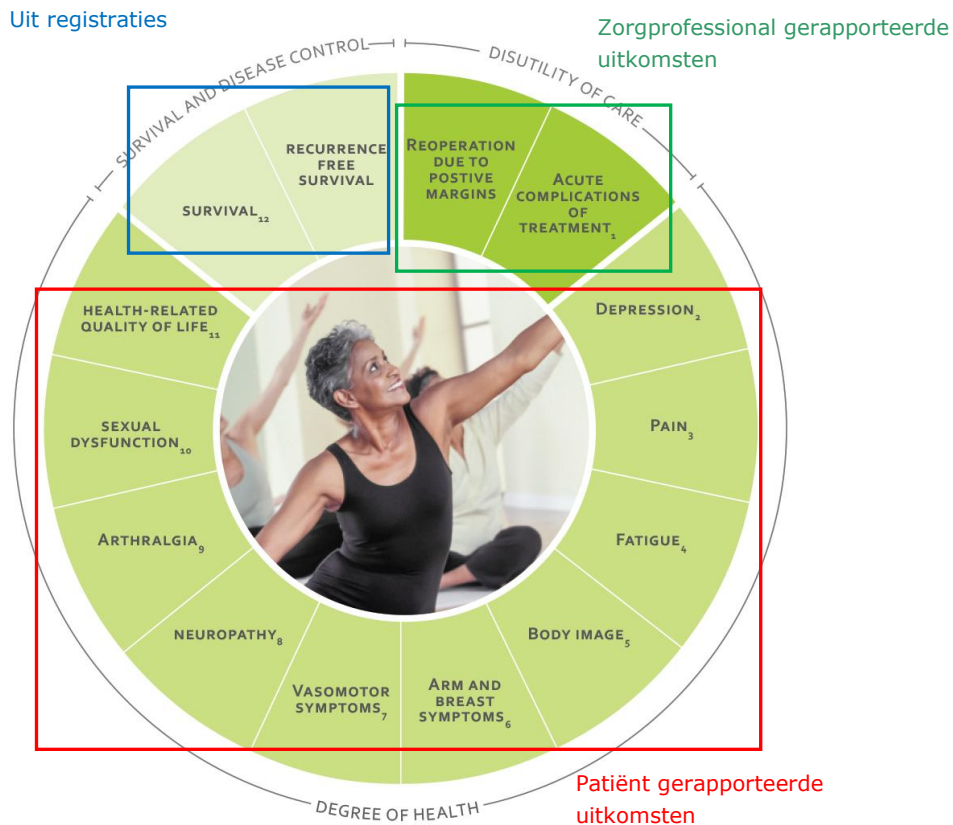 Uit registraties
Zorgprofessional gerapporteerde
uitkomsten
SURVIVAL AND DISEASE CONTROL
DISUTILITY OF CARE
RECURRENCE
FREE
SURVIVAL
SURVIVAL12
REOPERATION
DUE TO
POSTIVE
MARGINS
ACUTE
COMPLICATIONS
OF
TREATMENT1
DEPRESSION2
PAIN3
FATIGUE4
BODY IMAGE5
ARM AND
BREAST
SYMPTOMS6
VASOMOTOR
SYMPTOMS7
NEUROPATHY8
ARTHRALGIA9
SEXUAL
DYSFUNCTION10
HEALTH-RELATED
QUALITY OF LIFE11
DEGREE OF HEALTH
Patiënt gerapporteerde
uitkomsten